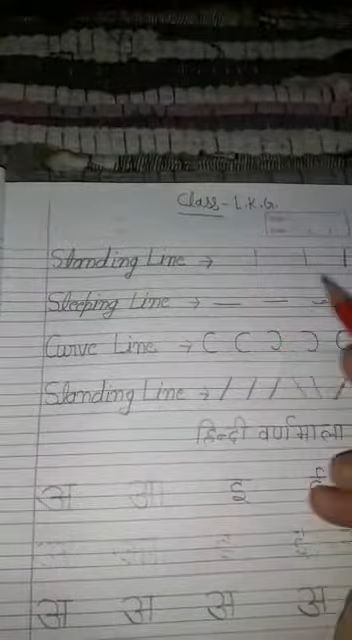 Class - L.K.G.
Standing Line → | | |
Sleeping Line → — — –
Curve Line → ( ( ) ) (
Slanding Line → / / / \ \ /
हिन्दी वर्णमाला
अ आ इ ई
अ आ इ ई
अ अ अ अ